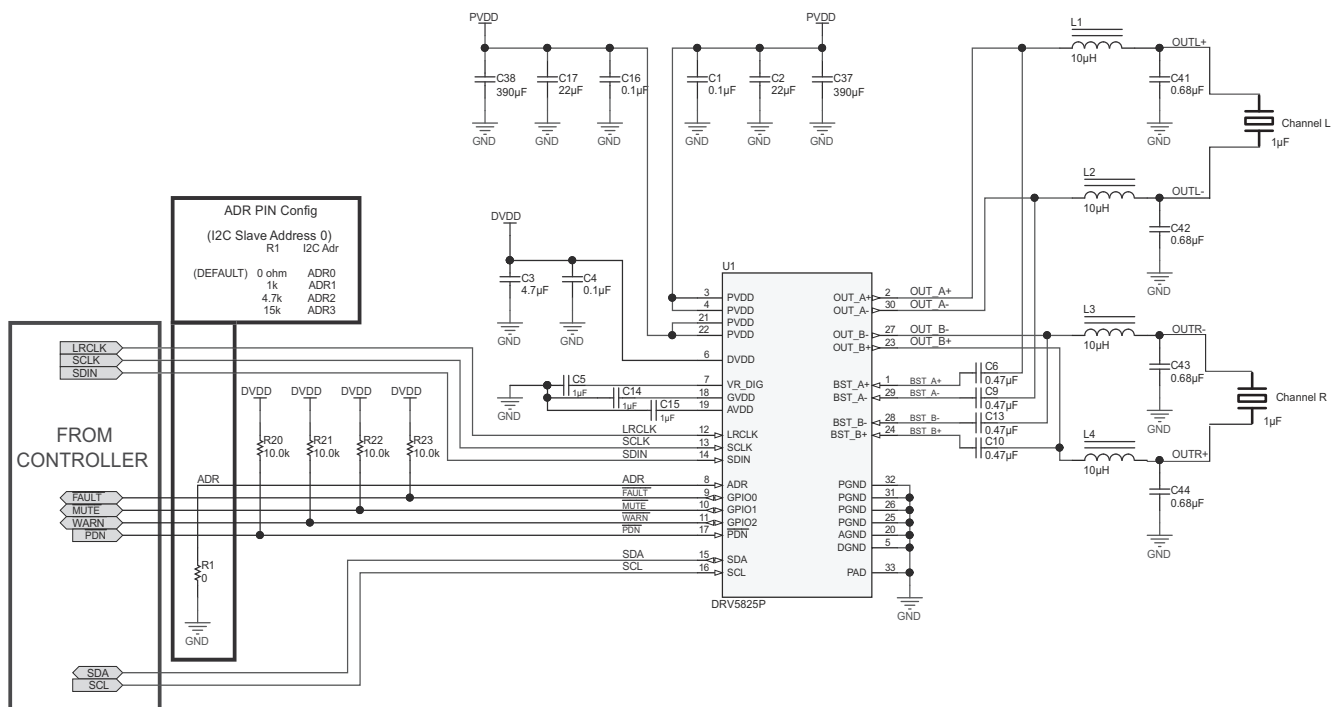 PVDD
PVDD
C38
390µF
C17
22µF
C16
0.1µF
C1
0.1µF
C2
22µF
C37
390µF
GND
GND
GND
GND
GND
GND
L1
10µH
OUTL+
C41
0.68µF
GND
Channel L
1µF
L2
10µH
OUTL-
C42
0.68µF
GND
ADR PIN Config
(I2C Slave Address 0)
R1 I2C Adr
(DEFAULT) 0 ohm ADR0
1k ADR1
4.7k ADR2
15k ADR3
DVDD
C3
4.7µF
C4
0.1µF
GND
GND
U1
3 PVDD
4 PVDD
21 PVDD
22 PVDD
6 DVDD
7 VR_DIG
18 GVDD
19 AVDD
12 LRCLK
13 SCLK
14 SDIN
8 ADR
9 GPIO0
10 GPIO1
11 GPIO2
17 PDN
15 SDA
16 SCL
OUT_A+ 2 OUT_A+
OUT_A- 30 OUT_A-
OUT_B- 27 OUT_B-
OUT_B+ 23 OUT_B+
BST_A+ 1 BST_A+
BST_A- 29 BST_A-
BST_B- 28 BST_B-
BST_B+ 24 BST_B+
PGND 32
PGND 31
PGND 26
PGND 25
AGND 20
DGND 5
PAD 33
DRV5825P
GND
C6
0.47µF
C9
0.47µF
C13
0.47µF
C10
0.47µF
L3
10µH
OUTR-
C43
0.68µF
GND
Channel R
1µF
L4
10µH
OUTR+
C44
0.68µF
GND
GND
C5
1µF
C14
1µF
C15
1µF
LRCLK
SCLK
SDIN
ADR
FAULT
MUTE
WARN
PDN
SDA
SCL
DVDD
DVDD
DVDD
DVDD
R20
10.0k
R21
10.0k
R22
10.0k
R23
10.0k
ADR
R1
0
GND
LRCLK
SCLK
SDIN
FROM
CONTROLLER
FAULT
MUTE
WARN
PDN
SDA
SCL